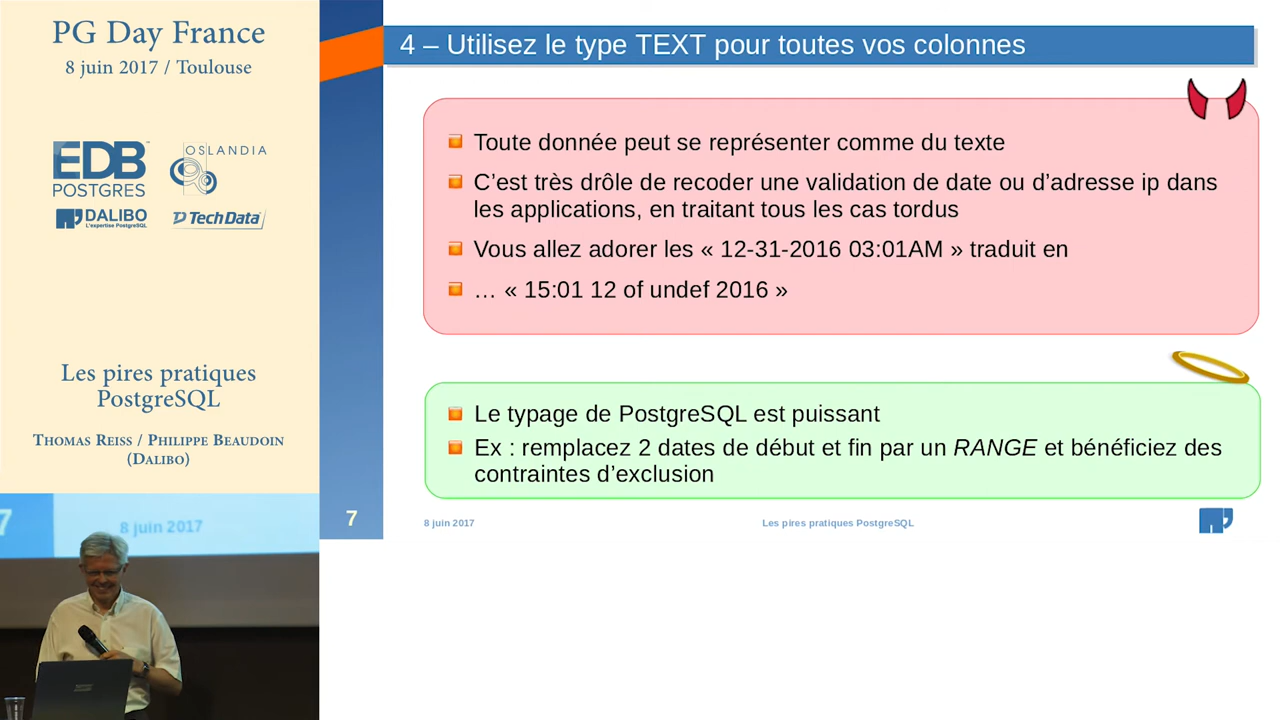 PG Day France
8 juin 2017 / Toulouse
EDB
POSTGRES
OSLANDIA
DALIBO
L'expertise PostgreSQL
TechData
Les pires pratiques
PostgreSQL
Thomas Reiss / Philippe Beaudoin
(Dalibo)
7
8 juin 2017
4 – Utilisez le type TEXT pour toutes vos colonnes
Toute donnée peut se représenter comme du texte
C'est très drôle de recoder une validation de date ou d'adresse ip dans
les applications, en traitant tous les cas tordus
Vous allez adorer les « 12-31-2016 03:01AM » traduit en
… « 15:01 12 of undef 2016 »
Le typage de PostgreSQL est puissant
Ex : remplacez 2 dates de début et fin par un RANGE et bénéficiez des
contraintes d'exclusion
7
8 juin 2017
Les pires pratiques PostgreSQL